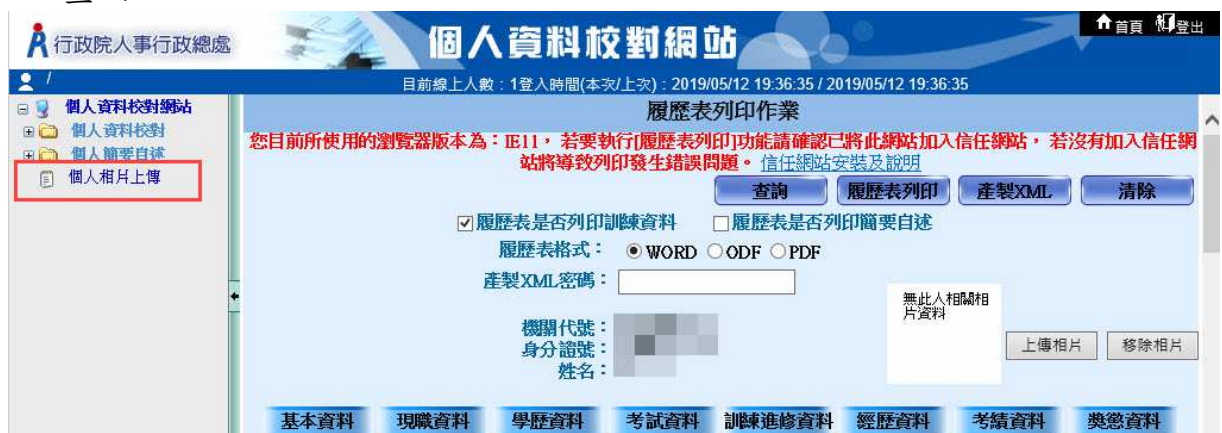 首頁 登出
行政院人事行政總處
個人資料校對網站
/
目前線上人數：1登入時間(本次/上次)：2019/05/12 19:36:35 / 2019/05/12 19:36:35
個人資料校對網站
個人資料校對
個人簡要自述
個人相片上傳
履歷表列印作業
您目前所使用的瀏覽器版本為：IE11， 若要執行[履歷表列印]功能請確認已將此網站加入信任網站， 若沒有加入信任網
站將導致列印發生錯誤問題。 信任網站安裝及說明
查詢 履歷表列印 產製XML 清除
履歷表是否列印訓練資料 履歷表是否列印簡要自述
履歷表格式： WORD ODF PDF
產製XML密碼：
無此人相關相
片資料
機關代號：
身分證號：
姓名：
上傳相片 移除相片
基本資料 現職資料 學歷資料 考試資料 訓練進修資料 經歷資料 考績資料 獎懲資料